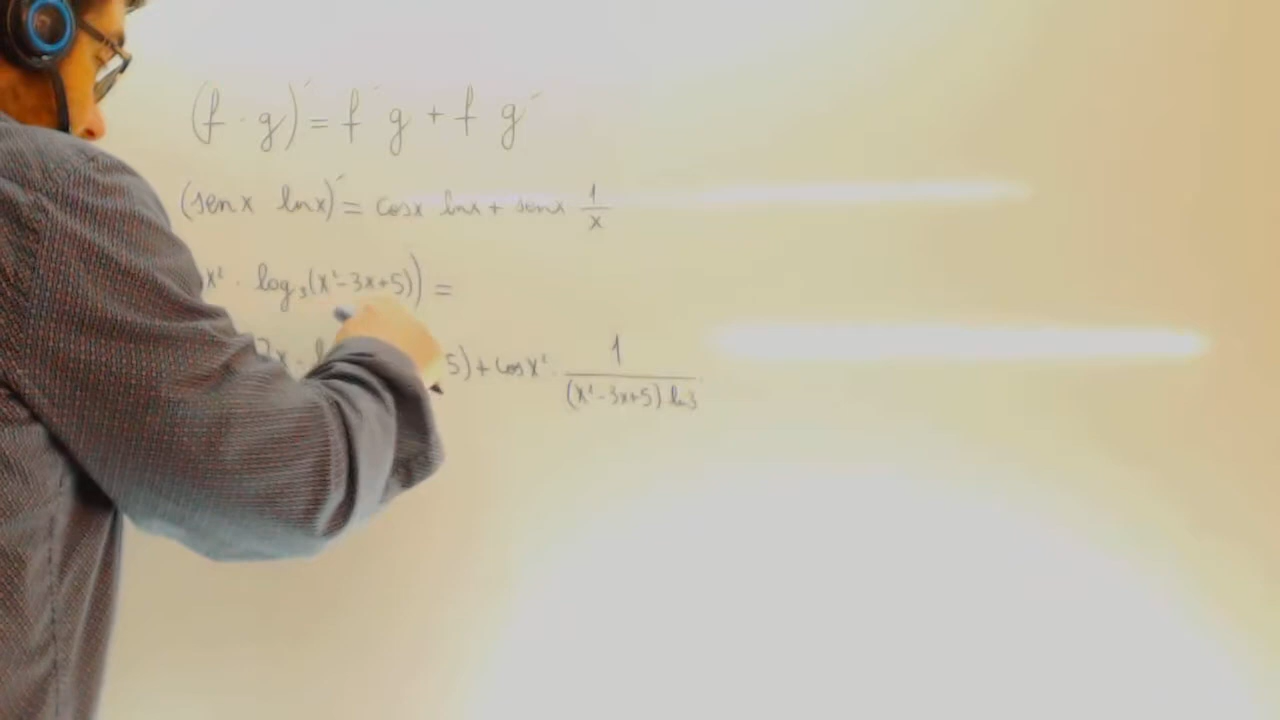 (f · g)' = f' g + f g'
(sen x ln x)' = cos x ln x + sen x 1/x
x² · log₃(x²-3x+5)) =
2x · 5) + cos x² · 1/((x²-3x+5) ln 3